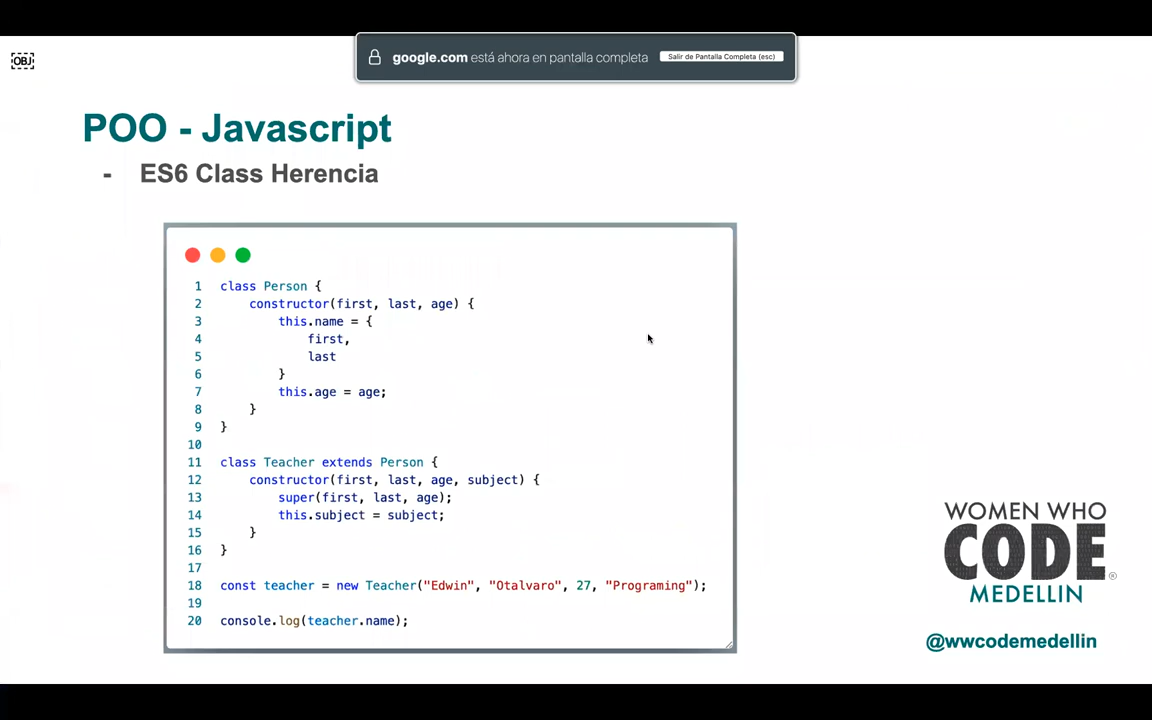 google.com está ahora en pantalla completa
Salir de Pantalla Completa (esc)
OBJ
POO - Javascript
- ES6 Class Herencia
1 class Person {
2     constructor(first, last, age) {
3         this.name = {
4             first,
5             last
6         }
7         this.age = age;
8     }
9 }
10
11 class Teacher extends Person {
12     constructor(first, last, age, subject) {
13         super(first, last, age);
14         this.subject = subject;
15     }
16 }
17
18 const teacher = new Teacher("Edwin", "Otalvaro", 27, "Programing");
19
20 console.log(teacher.name);
WOMEN WHO
CODE®
MEDELLIN
@wwcodemedellin